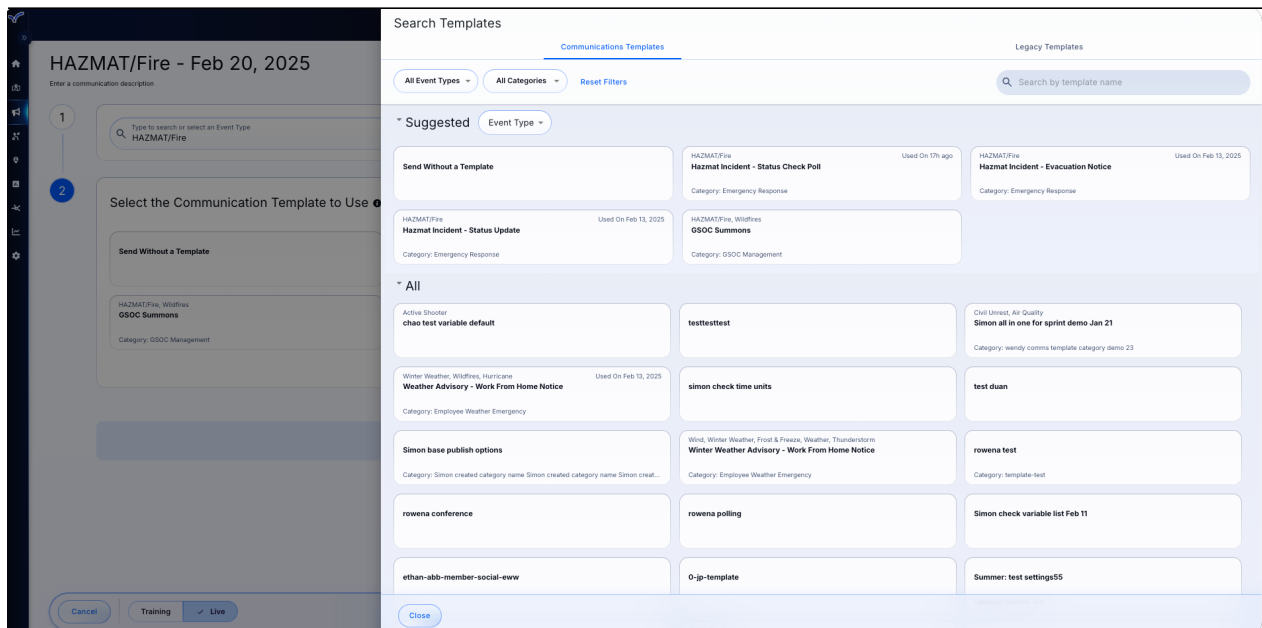 Search Templates
Communications Templates
Legacy Templates
All Event Types
All Categories
Reset Filters
Search by template name
HAZMAT/Fire - Feb 20, 2025
Enter a communication description
1
Type to search or select an Event Type
HAZMAT/Fire
2
Select the Communication Template to Use
Send Without a Template
HAZMAT/Fire, Wildfires
GSOC Summons
Category: GSOC Management
Cancel
Training
Live
Suggested
Event Type
Send Without a Template
HAZMAT/Fire
Used On 17h ago
Hazmat Incident - Status Check Poll
Category: Emergency Response
HAZMAT/Fire
Used On Feb 13, 2025
Hazmat Incident - Evacuation Notice
Category: Emergency Response
HAZMAT/Fire
Used On Feb 13, 2025
Hazmat Incident - Status Update
Category: Emergency Response
HAZMAT/Fire, Wildfires
GSOC Summons
Category: GSOC Management
All
Active Shooter
chao test variable default
testtesttest
Civil Unrest, Air Quality
Simon all in one for sprint demo Jan 21
Category: wendy comms template category demo 23
Winter Weather, Wildfires, Hurricane
Used On Feb 13, 2025
Weather Advisory - Work From Home Notice
Category: Employee Weather Emergency
simon check time units
test duan
Simon base publish options
Category: Simon created category name Simon created category name Simon creat...
Wind, Winter Weather, Frost & Freeze, Weather, Thunderstorm
Winter Weather Advisory - Work From Home Notice
Category: Employee Weather Emergency
rowena test
Category: template-test
rowena conference
rowena polling
Simon check variable list Feb 11
ethan-abb-member-social-eww
0-jp-template
Summer: test settings55
Close